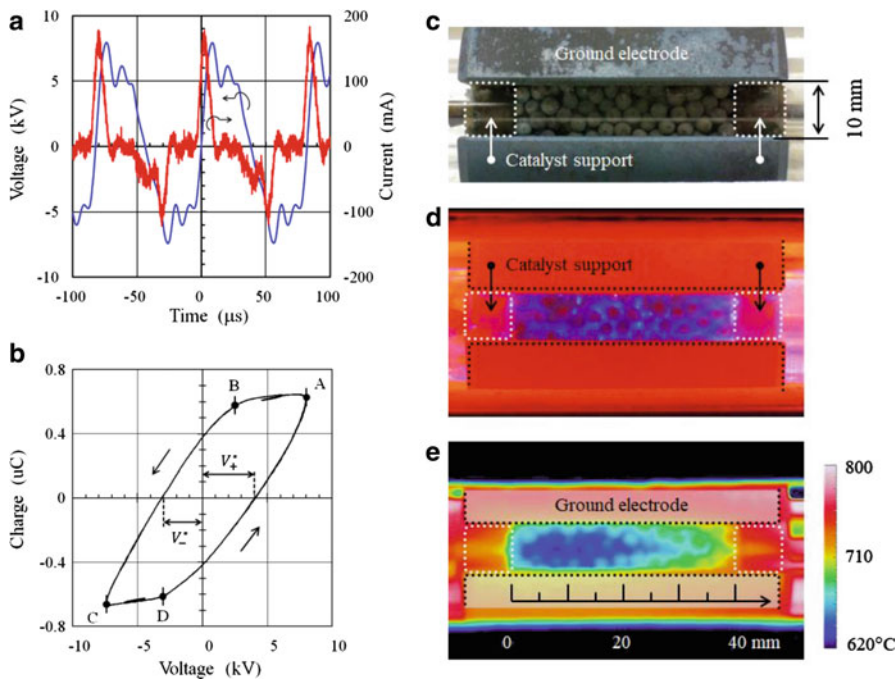 a
10
5
0
-5
-10
Voltage (kV)
200
100
0
-100
-200
Current (mA)
-100 -50 0 50 100
Time (µs)
b
0.8
0.4
0
-0.4
-0.8
Charge (uC)
B
A
V*+
V*-
C
D
-10 -5 0 5 10
Voltage (kV)
c
Ground electrode
Catalyst support
10 mm
d
Catalyst support
e
Ground electrode
0 20 40 mm
800
710
620°C